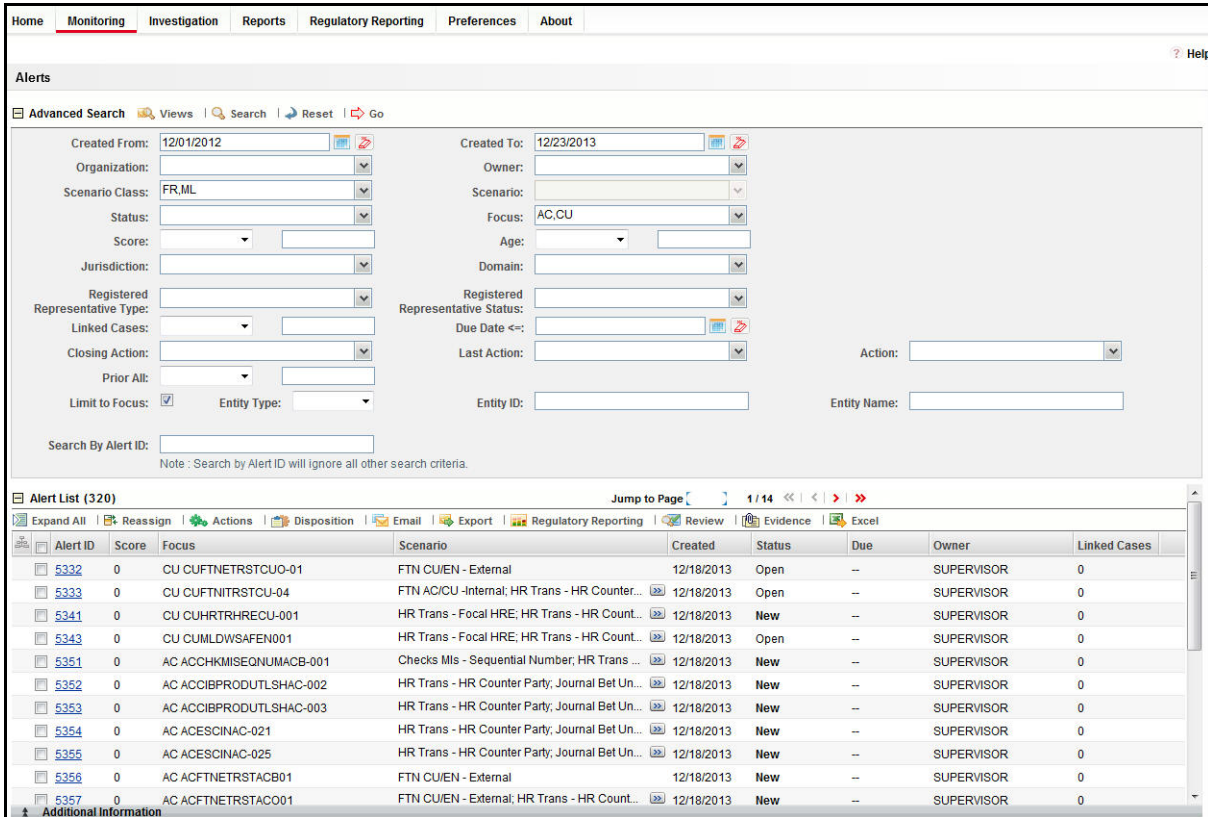 Home Monitoring Investigation Reports Regulatory Reporting Preferences About
? Help
Alerts
Advanced Search Views Search Reset Go
Created From: 12/01/2012 Created To: 12/23/2013
Organization: Owner:
Scenario Class: FR,ML Scenario:
Status: Focus: AC,CU
Score: Age:
Jurisdiction: Domain:
Registered Representative Type: Registered Representative Status:
Linked Cases: Due Date <=:
Closing Action: Last Action: Action:
Prior All:
Limit to Focus: Entity Type: Entity ID: Entity Name:
Search By Alert ID:
Note : Search by Alert ID will ignore all other search criteria.
Alert List (320) Jump to Page [ ] 1 / 14
Expand All Reassign Actions Disposition Email Export Regulatory Reporting Review Evidence Excel
Alert ID Score Focus Scenario Created Status Due Owner Linked Cases
5332 0 CU CUFTNETRSTCUO-01 FTN CU/EN - External 12/18/2013 Open -- SUPERVISOR 0
5333 0 CU CUFTNITRSTCU-04 FTN AC/CU -Internal; HR Trans - HR Counter... 12/18/2013 Open -- SUPERVISOR 0
5341 0 CU CUHRTRHRECU-001 HR Trans - Focal HRE; HR Trans - HR Count... 12/18/2013 New -- SUPERVISOR 0
5343 0 CU CUMLDWSAFEN001 HR Trans - Focal HRE; HR Trans - HR Count... 12/18/2013 Open -- SUPERVISOR 0
5351 0 AC ACCHKMISEQNUMACB-001 Checks MIs - Sequential Number; HR Trans ... 12/18/2013 New -- SUPERVISOR 0
5352 0 AC ACCIBPRODUTLSHAC-002 HR Trans - HR Counter Party; Journal Bet Un... 12/18/2013 New -- SUPERVISOR 0
5353 0 AC ACCIBPRODUTLSHAC-003 HR Trans - HR Counter Party; Journal Bet Un... 12/18/2013 New -- SUPERVISOR 0
5354 0 AC ACESCINAC-021 HR Trans - HR Counter Party; Journal Bet Un... 12/18/2013 New -- SUPERVISOR 0
5355 0 AC ACESCINAC-025 HR Trans - HR Counter Party; Journal Bet Un... 12/18/2013 New -- SUPERVISOR 0
5356 0 AC ACFTNETRSTACB01 FTN CU/EN - External 12/18/2013 New -- SUPERVISOR 0
5357 0 AC ACFTNETRSTACO01 FTN CU/EN - External; HR Trans - HR Count... 12/18/2013 New -- SUPERVISOR 0
Additional Information